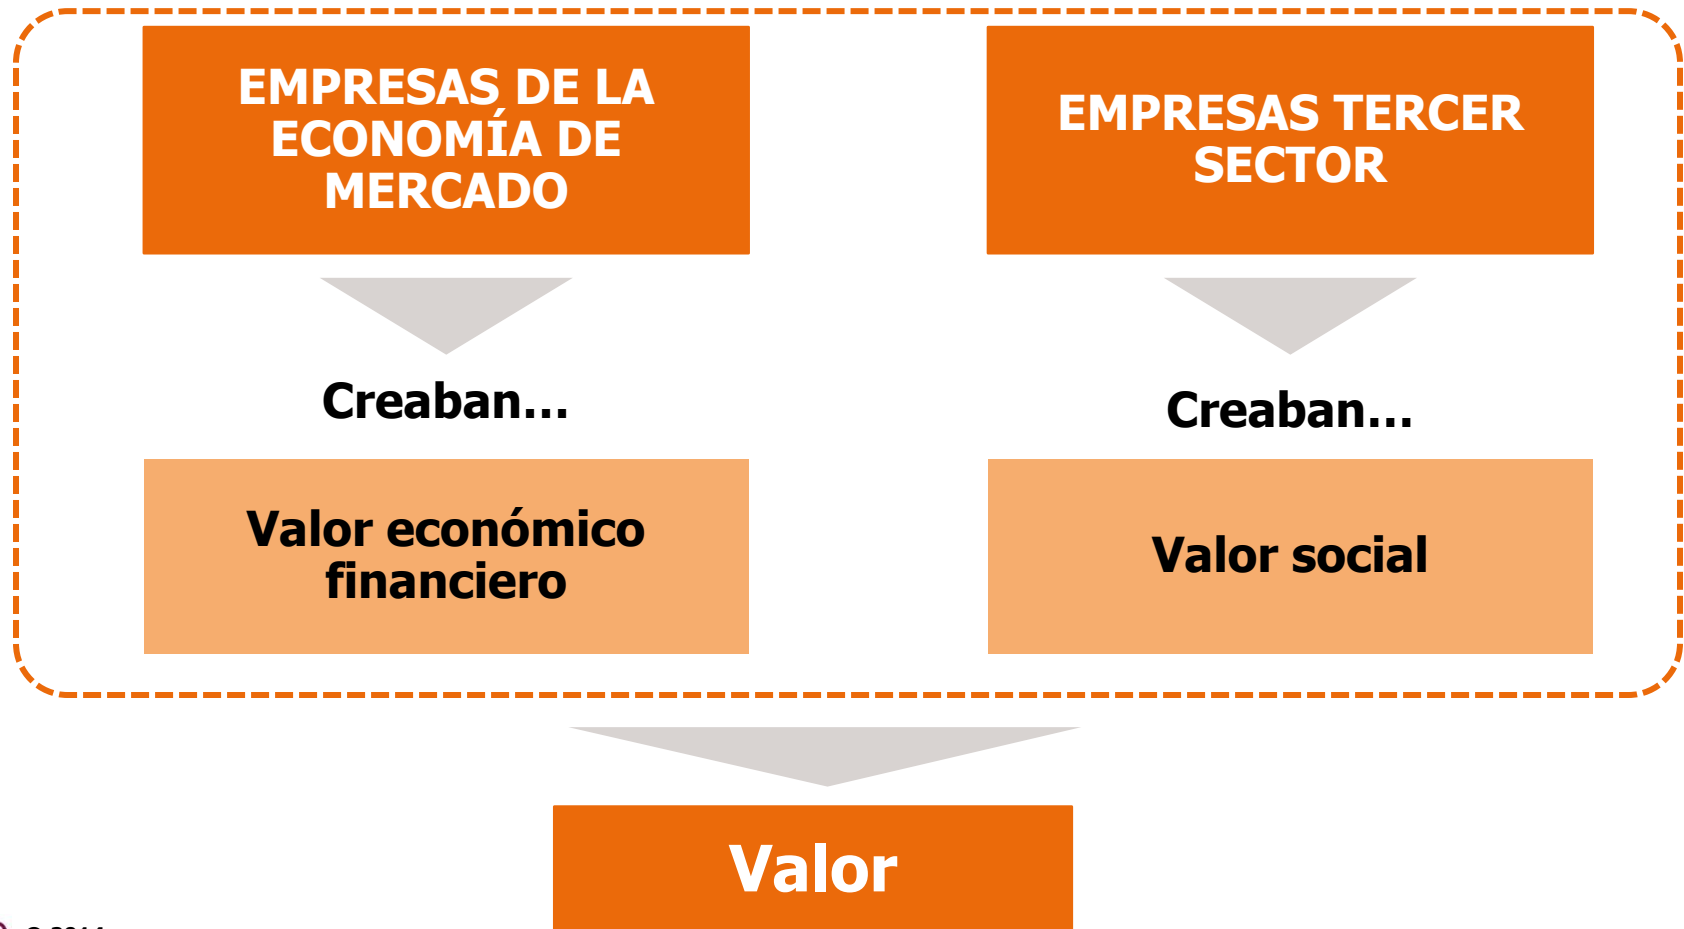 EMPRESAS DE LA
ECONOMÍA DE
MERCADO
Creaban...
Valor económico
financiero
EMPRESAS TERCER
SECTOR
Creaban...
Valor social
Valor